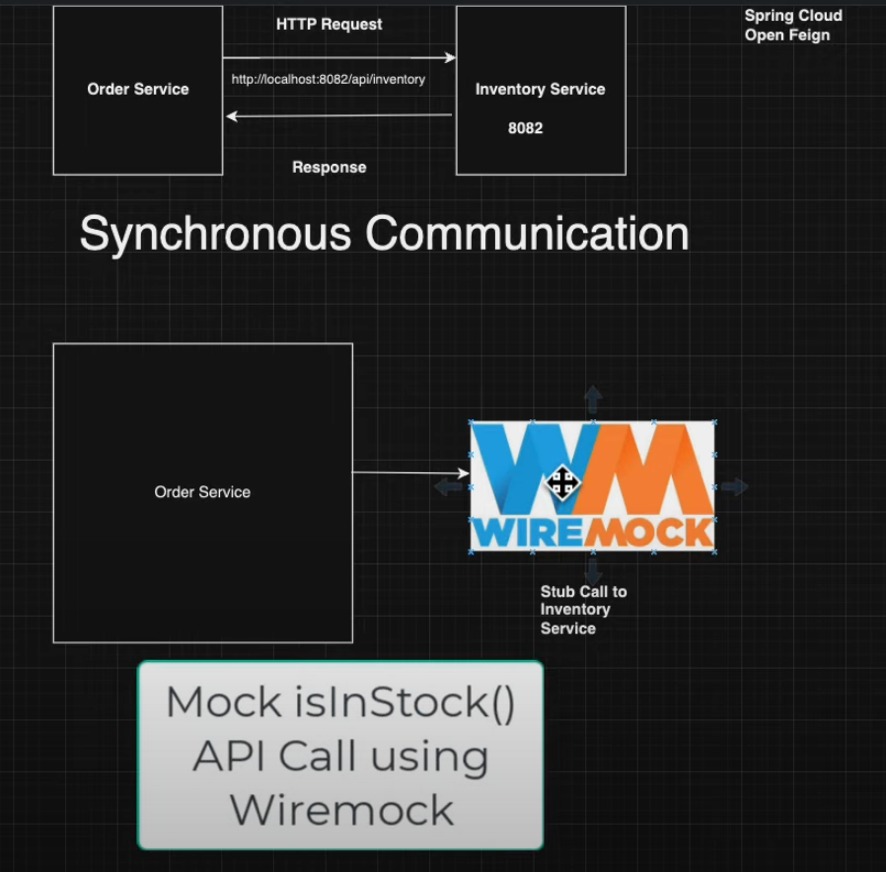 HTTP Request
Spring Cloud
Open Feign
Order Service
http://localhost:8082/api/inventory
Inventory Service
8082
Response
Synchronous Communication
Order Service
WM
WIREMOCK
Stub Call to
Inventory
Service
Mock isInStock()
API Call using
Wiremock